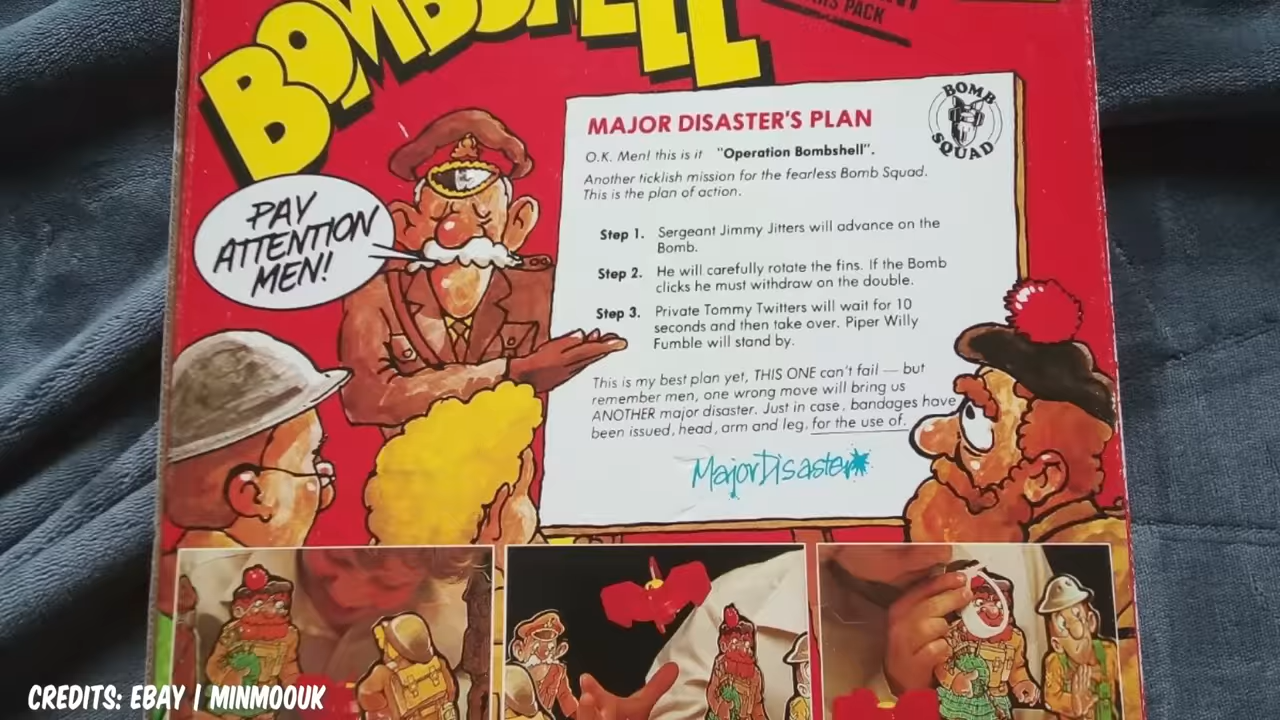 BOMBSHELL
PACK
MAJOR DISASTER'S PLAN
BOMB
SQUAD
O.K. Men! this is it "Operation Bombshell".
Another ticklish mission for the fearless Bomb Squad.
This is the plan of action.
PAY
ATTENTION
MEN!
Step 1. Sergeant Jimmy Jitters will advance on the
Bomb.
Step 2. He will carefully rotate the fins. If the Bomb
clicks he must withdraw on the double.
Step 3. Private Tommy Twitters will wait for 10
seconds and then take over. Piper Willy
Fumble will stand by.
This is my best plan yet, THIS ONE can't fail — but
remember men, one wrong move will bring us
ANOTHER major disaster. Just in case, bandages have
been issued, head, arm and leg, for the use of.
MajorDisaster
CREDITS: EBAY | MINMOOUK